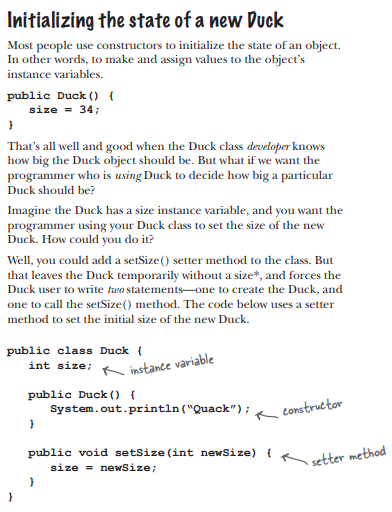 Initializing the state of a new Duck
Most people use constructors to initialize the state of an object.
In other words, to make and assign values to the object's
instance variables.
public Duck() {
size = 34;
}
That's all well and good when the Duck class developer knows
how big the Duck object should be. But what if we want the
programmer who is using Duck to decide how big a particular
Duck should be?
Imagine the Duck has a size instance variable, and you want the
programmer using your Duck class to set the size of the new
Duck. How could you do it?
Well, you could add a setSize() setter method to the class. But
that leaves the Duck temporarily without a size*, and forces the
Duck user to write two statements—one to create the Duck, and
one to call the setSize() method. The code below uses a setter
method to set the initial size of the new Duck.
public class Duck {
int size; instance variable
public Duck() {
System.out.println("Quack"); constructor
}
public void setSize(int newSize) { setter method
size = newSize;
}
}